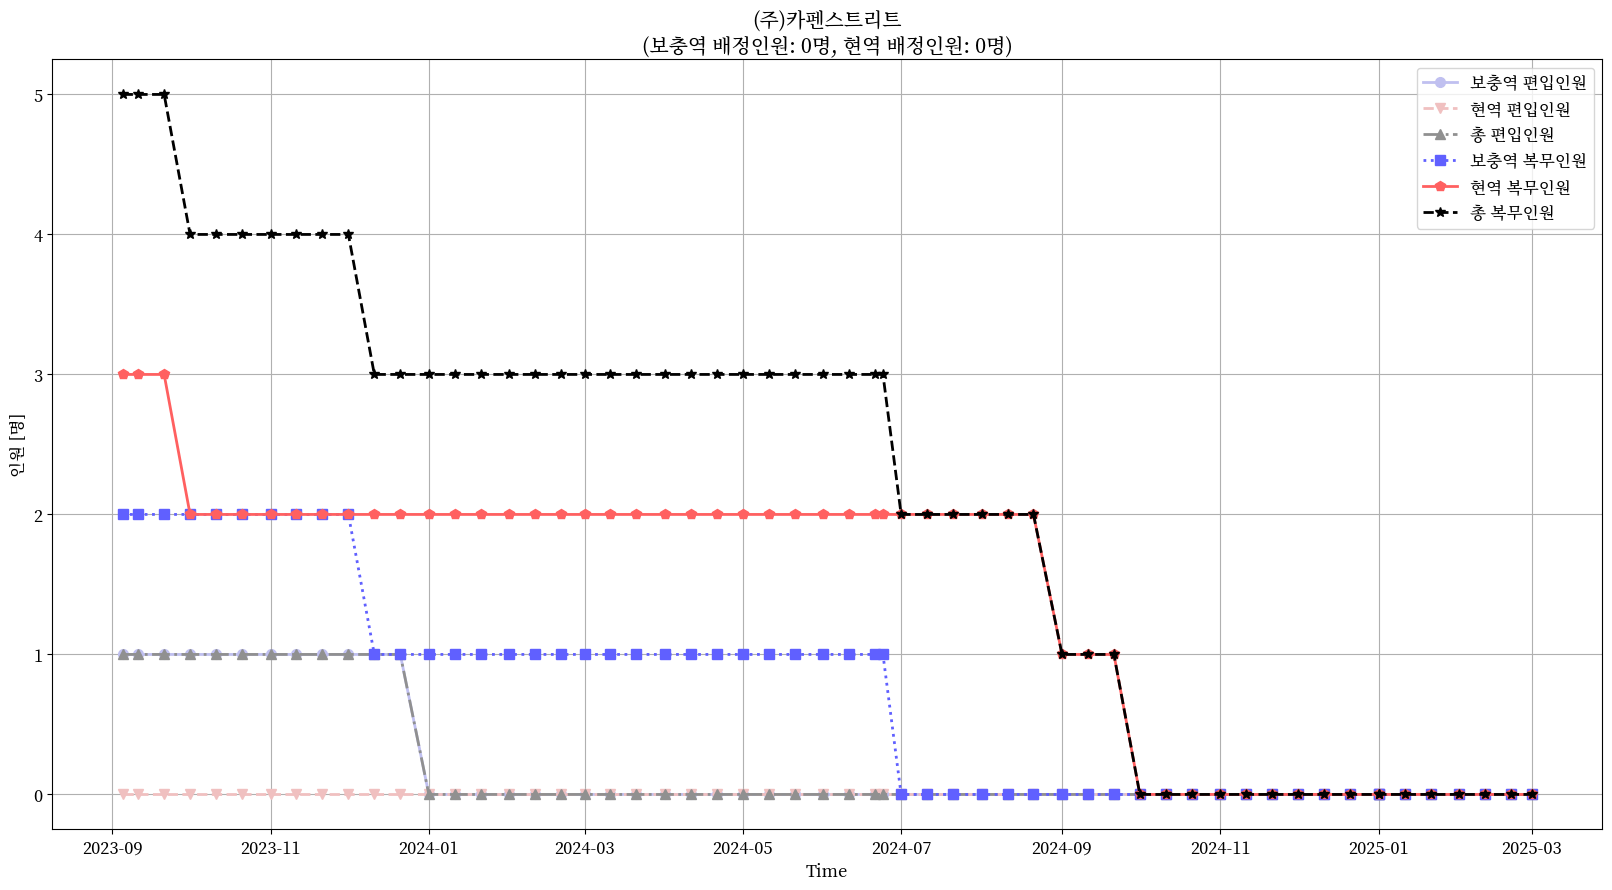 (주)카펜스트리트
(보충역 배정인원: 0명, 현역 배정인원: 0명)
보충역 편입인원
현역 편입인원
총 편입인원
보충역 복무인원
현역 복무인원
총 복무인원
인원 [명]
5
4
3
2
1
0
2023-09
2023-11
2024-01
2024-03
2024-05
2024-07
2024-09
2024-11
2025-01
2025-03
Time